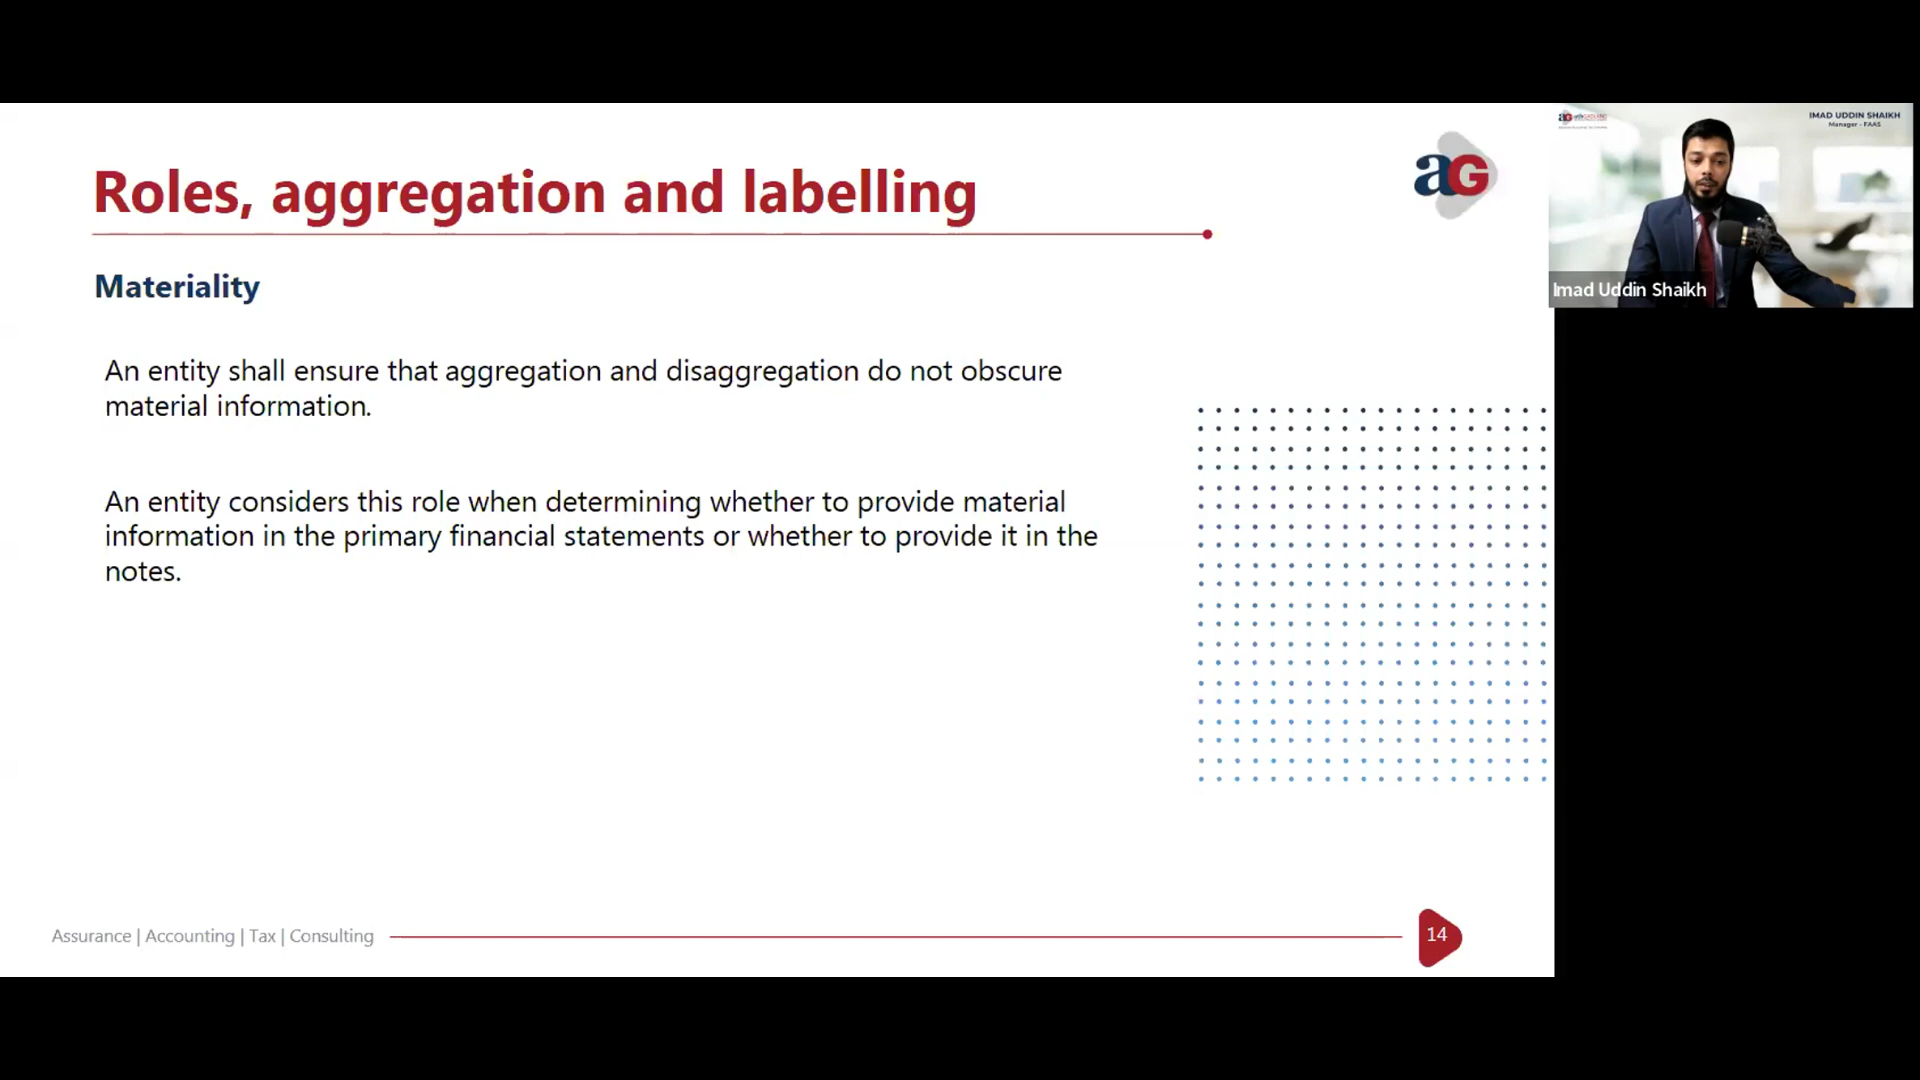 Roles, aggregation and labelling
aG
Materiality
An entity shall ensure that aggregation and disaggregation do not obscure
material information.
An entity considers this role when determining whether to provide material
information in the primary financial statements or whether to provide it in the
notes.
Assurance | Accounting | Tax | Consulting
14
IMAD UDDIN SHAIKH
Manager - FAAS
Imad Uddin Shaikh